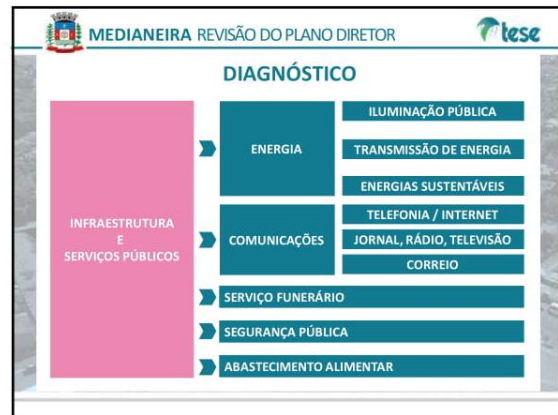 MEDIANEIRA REVISÃO DO PLANO DIRETOR
tese
DIAGNÓSTICO
INFRAESTRUTURA
E
SERVIÇOS PÚBLICOS
ENERGIA
ILUMINAÇÃO PÚBLICA
TRANSMISSÃO DE ENERGIA
ENERGIAS SUSTENTÁVEIS
COMUNICAÇÕES
TELEFONIA / INTERNET
JORNAL, RÁDIO, TELEVISÃO
CORREIO
SERVIÇO FUNERÁRIO
SEGURANÇA PÚBLICA
ABASTECIMENTO ALIMENTAR